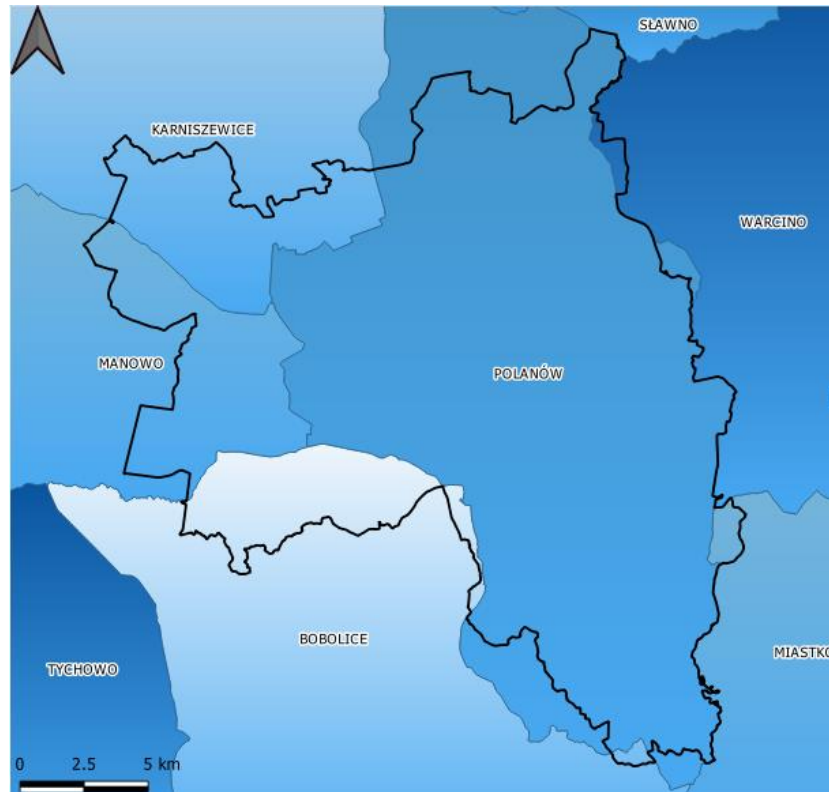 SŁAWNO
KARNISZEWICE
WARCINO
MANOWO
POLANÓW
BOBOLICE
TYCHOWO
MIASTKO
0 2.5 5 km